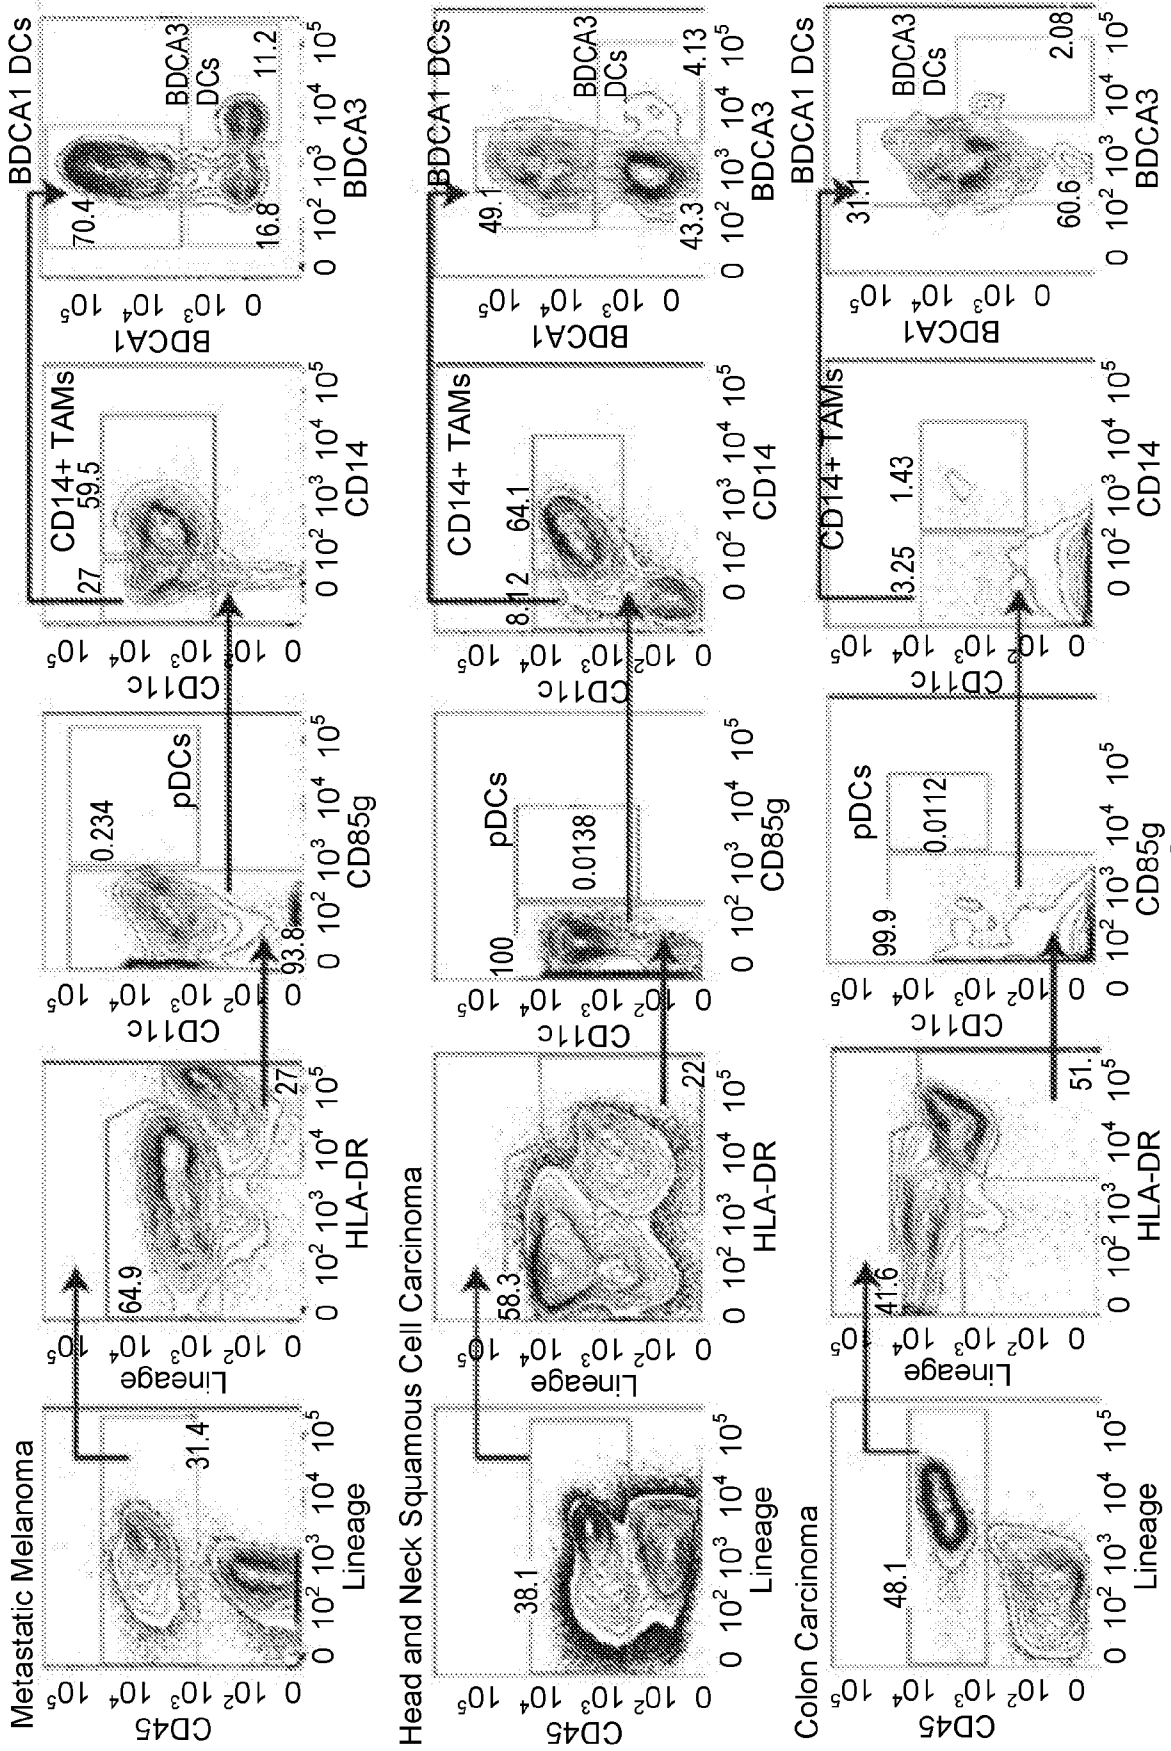 Metastatic Melanoma
CD45
10⁵
10⁴
10³
10²
0
31.4
0 10² 10³ 10⁴ 10⁵
Lineage
Lineage
10⁵
10⁴
10³
10²
0
64.9
27
0 10² 10³ 10⁴ 10⁵
HLA-DR
CD11c
10⁵
10⁴
10³
10²
0
0.234
pDCs
93.8
0 10² 10³ 10⁴ 10⁵
CD85g
CD11c
10⁵
10⁴
10³
10²
0
27
CD14+ TAMs
59.5
0 10² 10³ 10⁴ 10⁵
CD14
BDCA1 DCs
BDCA1
10⁵
10⁴
10³
0
70.4
BDCA3
DCs
16.8
11.2
0 10² 10³ 10⁴ 10⁵
BDCA3
Head and Neck Squamous Cell Carcinoma
CD45
10⁵
10⁴
10³
10²
0
38.1
0 10² 10³ 10⁴ 10⁵
Lineage
Lineage
10⁵
10⁴
10³
10²
0
58.3
22
0 10² 10³ 10⁴ 10⁵
HLA-DR
CD11c
10⁵
10⁴
10³
10²
0
100
pDCs
0.0138
0 10² 10³ 10⁴ 10⁵
CD85g
CD11c
10⁵
10⁴
10³
10²
0
CD14+ TAMs
8.12
64.1
0 10² 10³ 10⁴ 10⁵
CD14
BDCA1 DCs
BDCA1
10⁵
10⁴
10³
0
49.1
BDCA3
DCs
43.3
4.13
0 10² 10³ 10⁴ 10⁵
BDCA3
Colon Carcinoma
CD45
10⁵
10⁴
10³
10²
0
48.1
0 10² 10³ 10⁴ 10⁵
Lineage
Lineage
10⁵
10⁴
10³
10²
0
41.6
51.
0 10² 10³ 10⁴ 10⁵
HLA-DR
CD11c
10⁵
10⁴
10³
10²
0
99.9
pDCs
0.0112
0 10² 10³ 10⁴ 10⁵
CD85g
CD11c
10⁵
10⁴
10³
10²
0
CD14+ TAMs
3.25
1.43
0 10² 10³ 10⁴ 10⁵
CD14
BDCA1 DCs
BDCA1
10⁵
10⁴
10³
0
31.1
BDCA3
DCs
60.6
2.08
0 10² 10³ 10⁴ 10⁵
BDCA3